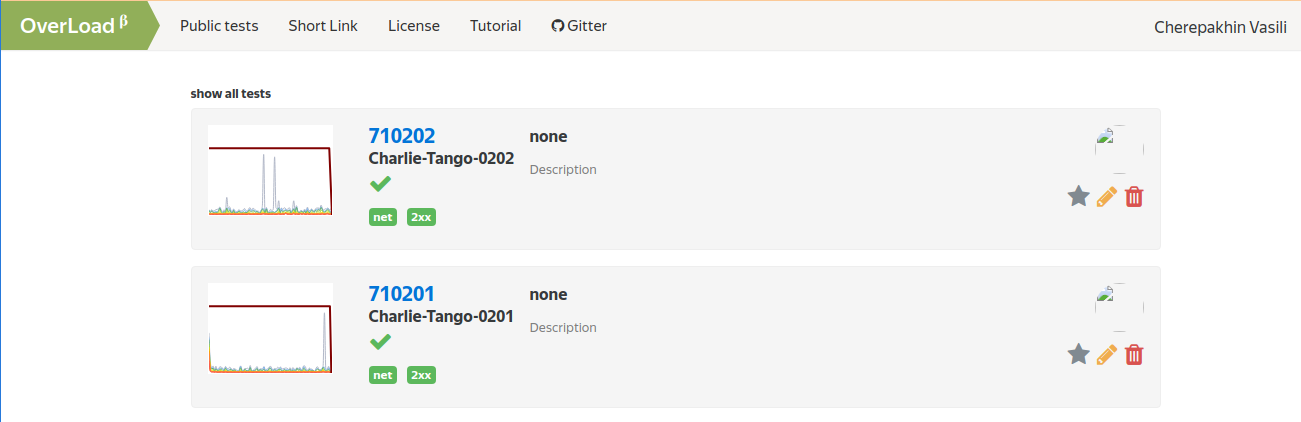 OverLoad β Public tests Short Link License Tutorial Gitter Cherepakhin Vasili
show all tests
710202 none
Charlie-Tango-0202
Description
net 2xx
710201 none
Charlie-Tango-0201
Description
net 2xx